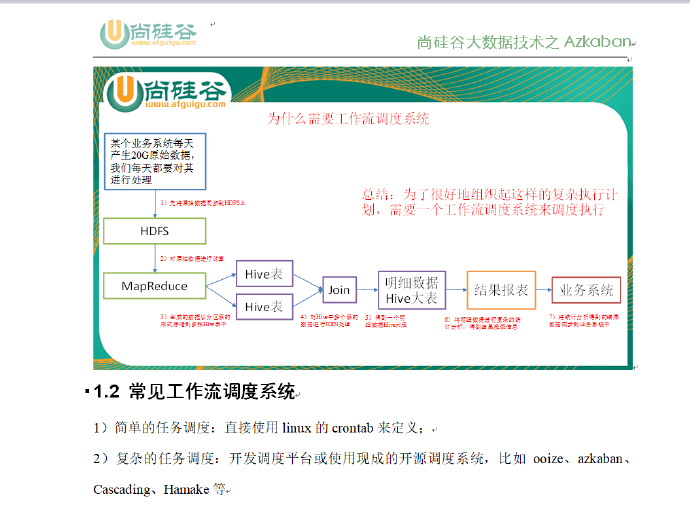 尚硅谷
www.atguigu.com
尚硅谷大数据技术之 Azkaban
尚硅谷
www.atguigu.com
为什么需要工作流调度系统
某个业务系统每天
产生20G原始数据,
我们每天都要对其
进行处理
总结:为了很好地组织起这样的复杂执行计
划,需要一个工作流调度系统来调度执行
1)先将原始数据同步到HDFS上
HDFS
2)对原始数据进行计算
MapReduce
Hive表
Hive表
Join
明细数据
Hive大表
结果报表
业务系统
3)生成的数据以分区表的
形式存储到多张Hive表中
4)对Hive中多个表的
数据进行JOIN处理
5)得到一个明
细数据Hive大表
6)将明细数据进行复杂的统
计分析,得到结果报表信息
7)将统计分析得到的结果
数据同步到业务系统中
1.2 常见工作流调度系统
1)简单的任务调度:直接使用 linux 的 crontab 来定义;
2)复杂的任务调度:开发调度平台或使用现成的开源调度系统,比如 ooize、azkaban、
Cascading、Hamake 等